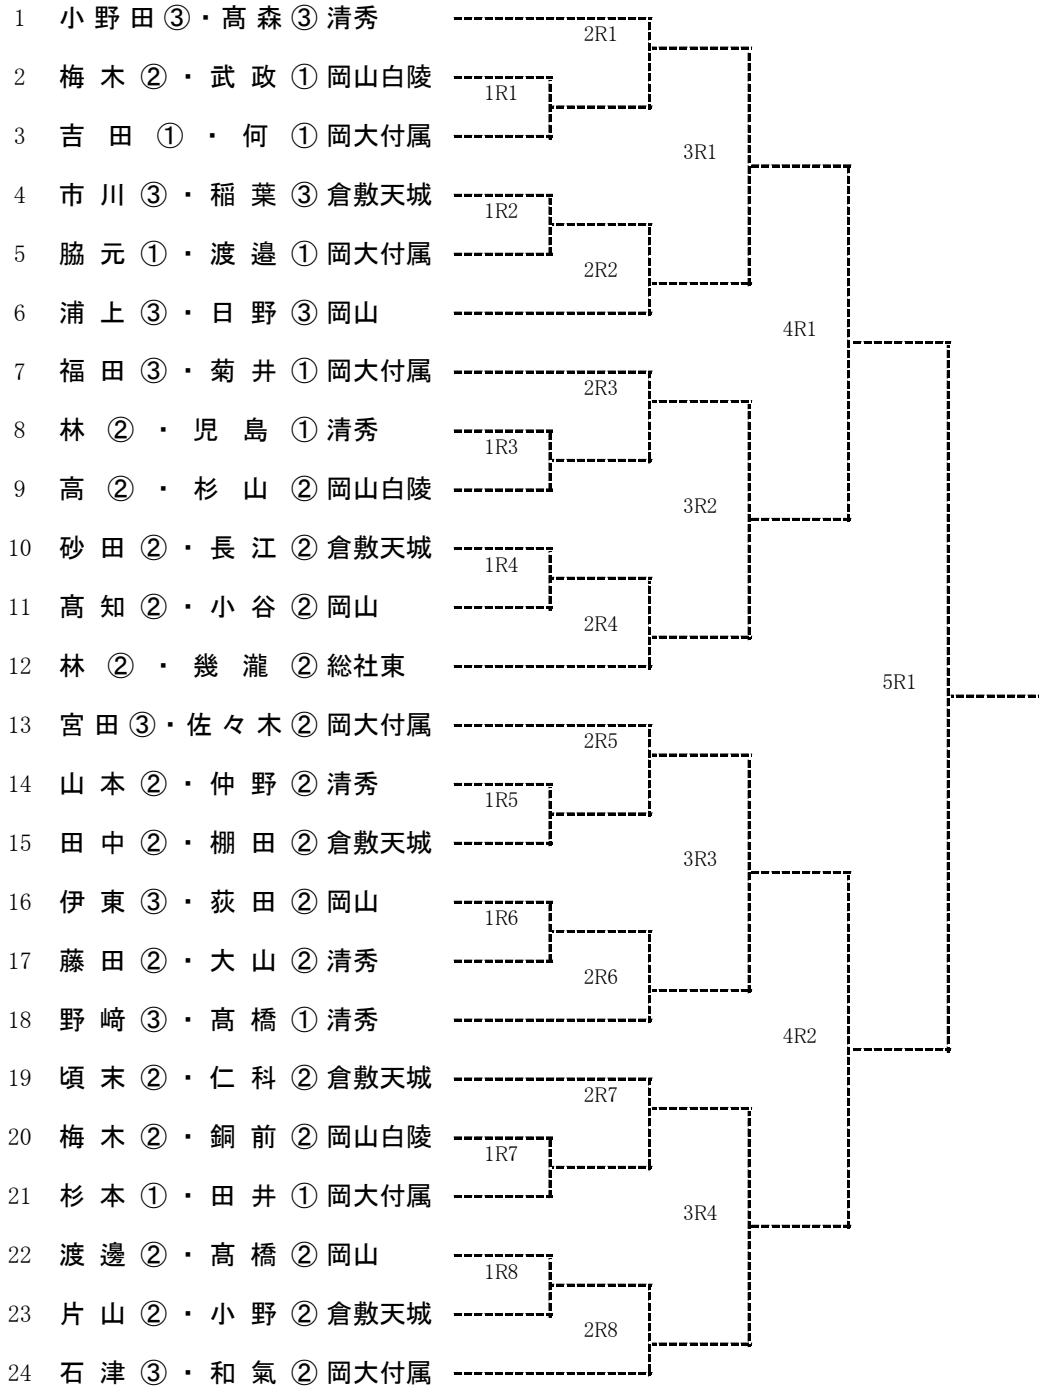 1 小野田③・髙森③ 清秀
2R1
2 梅木②・武政① 岡山白陵
1R1
3 吉田①・何① 岡大付属
3R1
4 市川③・稲葉③ 倉敷天城
1R2
5 脇元①・渡邉① 岡大付属
2R2
6 浦上③・日野③ 岡山
4R1
7 福田③・菊井① 岡大付属
2R3
8 林②・児島① 清秀
1R3
9 高②・杉山② 岡山白陵
3R2
10 砂田②・長江② 倉敷天城
1R4
11 髙知②・小谷② 岡山
2R4
12 林②・幾瀧② 総社東
5R1
13 宮田③・佐々木② 岡大付属
2R5
14 山本②・仲野② 清秀
1R5
15 田中②・棚田② 倉敷天城
3R3
16 伊東③・荻田② 岡山
1R6
17 藤田②・大山② 清秀
2R6
18 野﨑③・髙橋① 清秀
4R2
19 頃末②・仁科② 倉敷天城
2R7
20 梅木②・銅前② 岡山白陵
1R7
21 杉本①・田井① 岡大付属
3R4
22 渡邊②・髙橋② 岡山
1R8
23 片山②・小野② 倉敷天城
2R8
24 石津③・和氣② 岡大付属